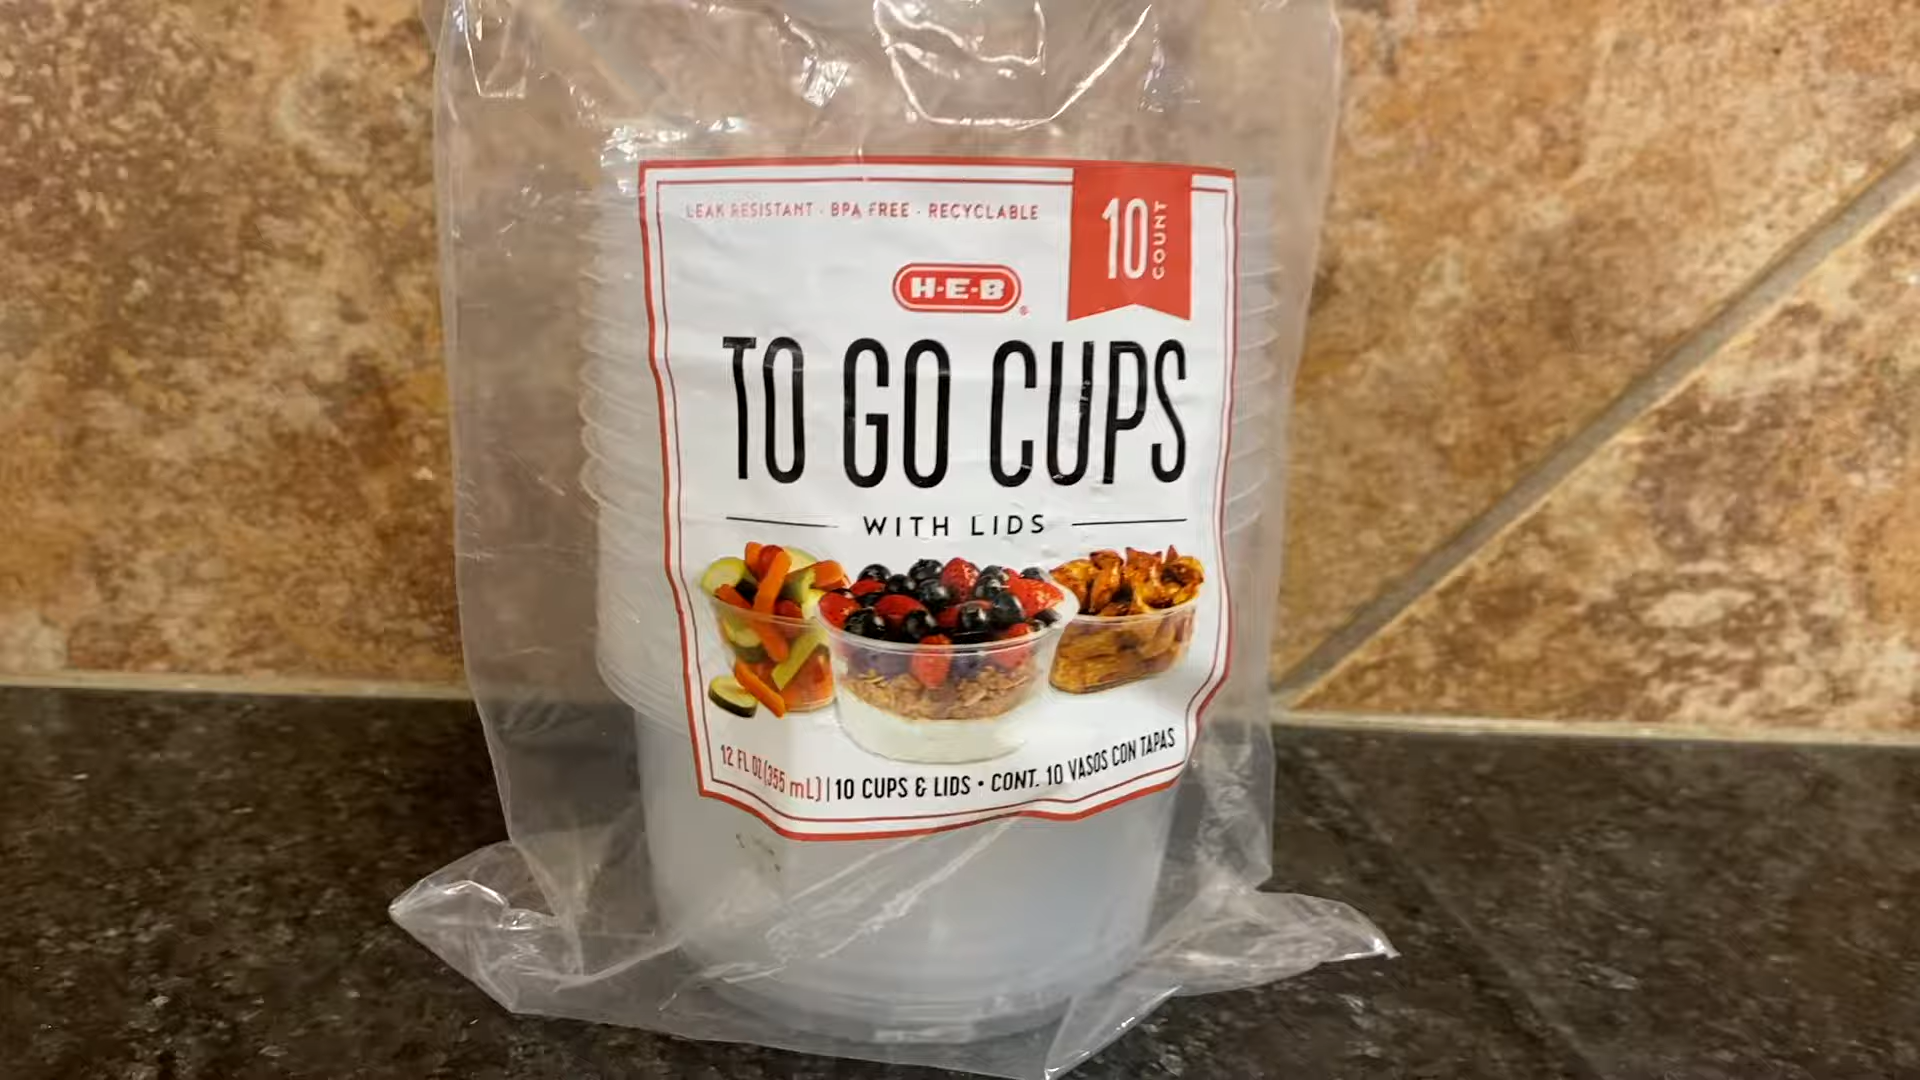 LEAK RESISTANT · BPA FREE · RECYCLABLE
10 COUNT
H-E-B®
TO GO CUPS
WITH LIDS
12 FL OZ (355 mL) | 10 CUPS & LIDS • CONT. 10 VASOS CON TAPAS